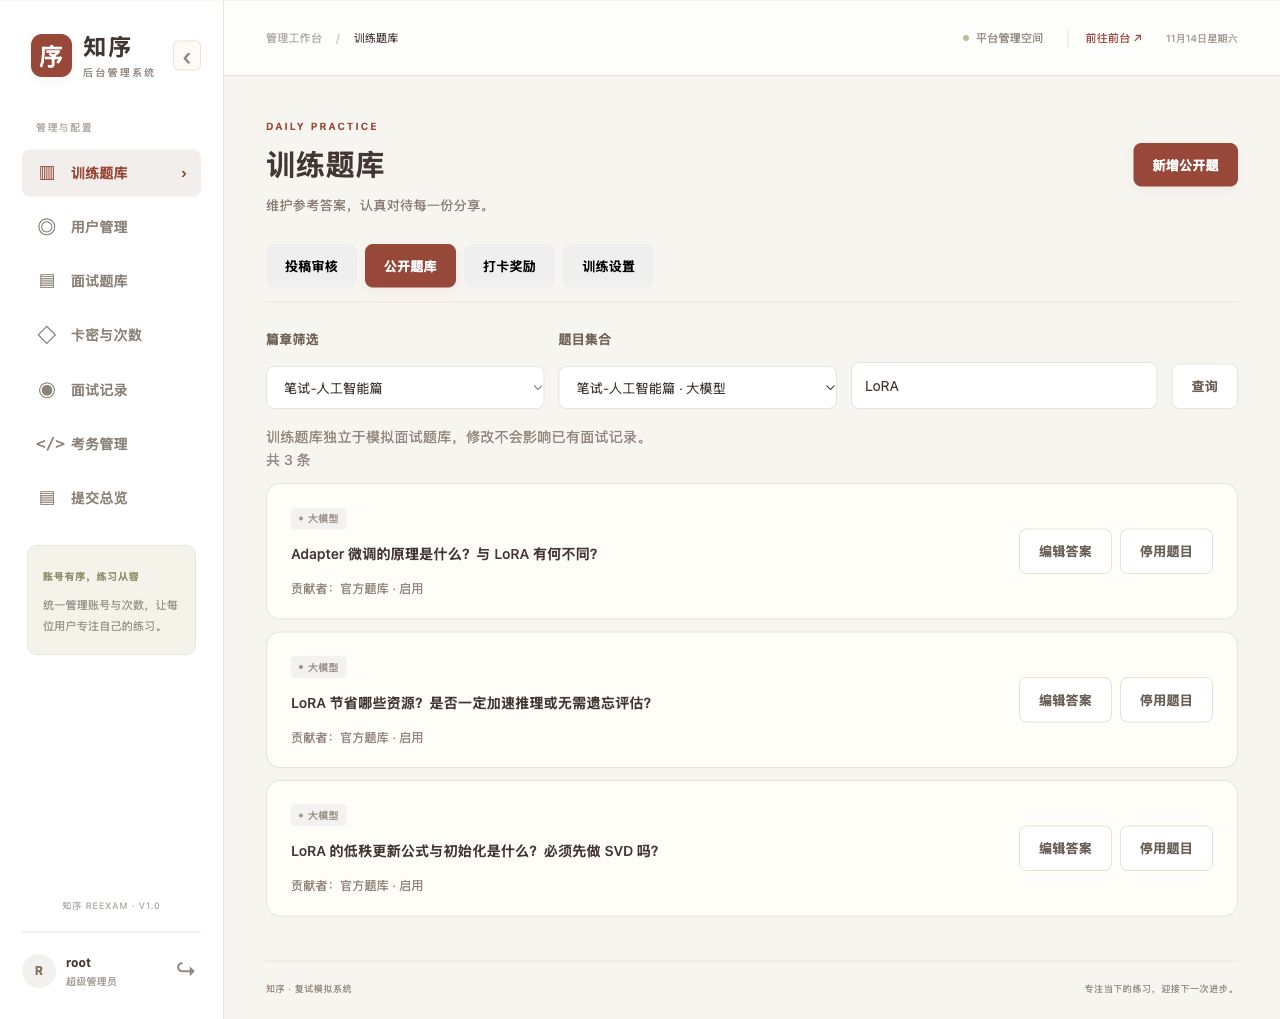 序
知序
后台管理系统
‹
管理与配置
训练题库 ›
用户管理
面试题库
卡密与次数
面试记录
</> 考务管理
提交总览
账号有序，练习从容
统一管理账号与次数，让每
位用户专注自己的练习。
知序 REEXAM · V1.0
R
root
超级管理员
管理工作台 / 训练题库
平台管理空间
前往前台 ↗
11月14日星期六
DAILY PRACTICE
训练题库
维护参考答案，认真对待每一份分享。
新增公开题
投稿审核 公开题库 打卡奖励 训练设置
篇章筛选 题目集合
笔试-人工智能篇 笔试-人工智能篇 · 大模型 LoRA 查询
训练题库独立于模拟面试题库，修改不会影响已有面试记录。
共 3 条
大模型
Adapter 微调的原理是什么？与 LoRA 有何不同？
贡献者：官方题库 · 启用
编辑答案 停用题目
大模型
LoRA 节省哪些资源？是否一定加速推理或无需遗忘评估？
贡献者：官方题库 · 启用
编辑答案 停用题目
大模型
LoRA 的低秩更新公式与初始化是什么？必须先做 SVD 吗？
贡献者：官方题库 · 启用
编辑答案 停用题目
知序 · 复试模拟系统
专注当下的练习，迎接下一次进步。